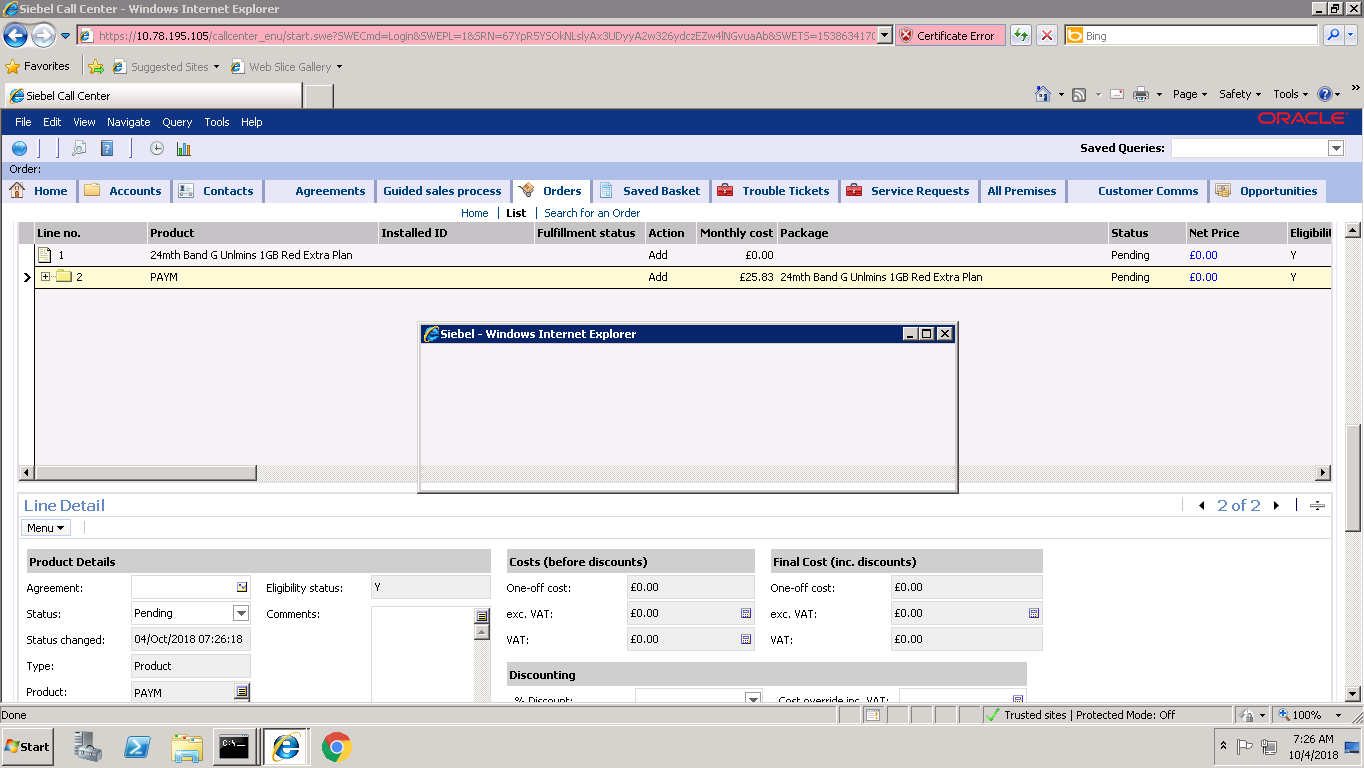 Siebel Call Center - Windows Internet Explorer
https://10.78.195.105/callcenter_enu/start.swe?SWECmd=Login&SWEPL=1&SRN= Certificate Error Bing
Favorites Suggested Sites Web Slice Gallery
Siebel Call Center Page Safety Tools »
File Edit View Navigate Query Tools Help ORACLE
Saved Queries:
Order:
Home Accounts Contacts Agreements Guided sales process Orders Saved Basket Trouble Tickets Service Requests All Premises Customer Comms Opportunities
Home List Search for an Order
Line no. Product Installed ID Fulfillment status Action Monthly cost Package Status Net Price Eligibilit
1 24mth Band G Unlmins 1GB Red Extra Plan Add £0.00 Pending £0.00 Y
2 PAYM Add £25.83 24mth Band G Unlmins 1GB Red Extra Plan Pending £0.00 Y
Siebel - Windows Internet Explorer
Line Detail 2 of 2
Menu
Product Details Costs (before discounts) Final Cost (inc. discounts)
Agreement: Eligibility status: Y One-off cost: £0.00 One-off cost: £0.00
Status: Pending Comments: exc. VAT: £0.00 exc. VAT: £0.00
Status changed: 04/Oct/2018 07:26:18 VAT: £0.00 VAT: £0.00
Type: Product
Discounting
Product: PAYM
% Discount: Cost override inc. VAT:
Done Trusted sites | Protected Mode: Off 100%
Start C:\ 7:26 AM
10/4/2018